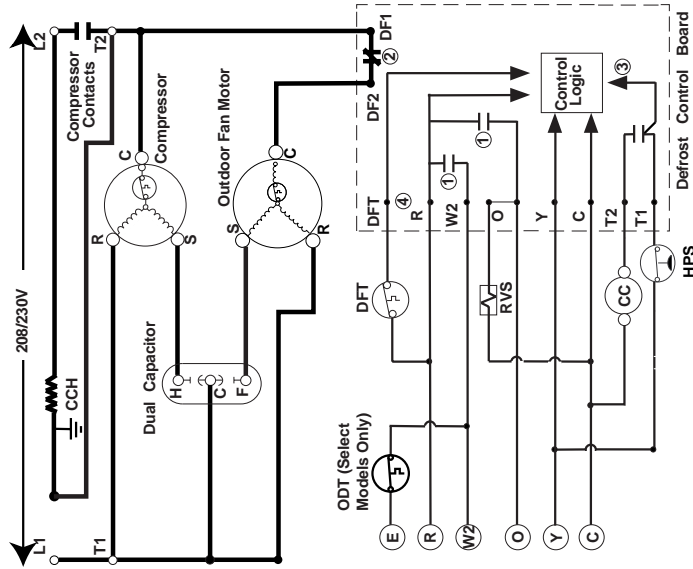 208/230V
L1
L2
CCH
Compressor
Contacts
T1
T2
R
S
C
Compressor
Dual Capacitor
H
C
F
Outdoor Fan Motor
S
R
C
DF1
2
DF2
ODT (Select
Models Only)
E
R
W2
O
Y
C
DFT
RVS
CC
HPS
DFT
4
R
W2
O
Y
C
T2
T1
1
1
Control
Logic
3
Defrost Control Board